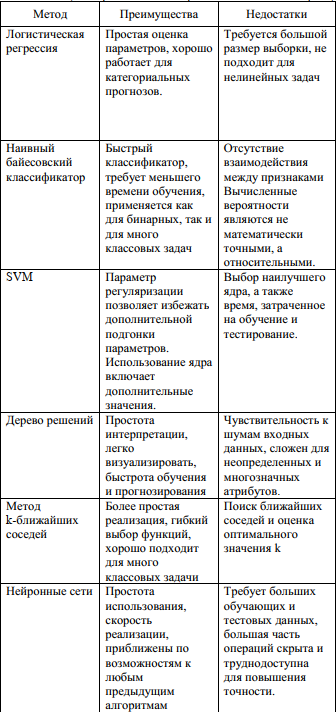 Метод Преимущества Недостатки
Логистическая
регрессия
Простая оценка
параметров, хорошо
работает для
категориальных
прогнозов.
Требуется большой
размер выборки, не
подходит для
нелинейных задач
Наивный
байесовский
классификатор
Быстрый
классификатор,
требует меньшего
времени обучения,
применяется как
для бинарных, так и
для много
классовых задач
Отсутствие
взаимодействия
между признаками
Вычисленные
вероятности
являются не
математически
точными, а
относительными.
SVM
Параметр
регуляризации
позволяет избежать
дополнительной
подгонки
параметров.
Использование ядра
включает
дополнительные
значения.
Выбор наилучшего
ядра, а также
время, затраченное
на обучение и
тестирование.
Дерево решений
Простота
интерпретации,
легко
визуализировать,
быстрота обучения
и прогнозирования
Чувствительность к
шумам входных
данных, сложен для
неопределенных и
многозначных
атрибутов.
Метод
k-ближайших
соседей
Более простая
реализация, гибкий
выбор функций,
хорошо подходит
для много
классовых задачи
Поиск ближайших
соседей и оценка
оптимального
значения k
Нейронные сети
Простота
использования,
скорость
реализации,
приближены по
возможностям к
любым
предыдущим
алгоритмам
Требует больших
обучающих и
тестовых данных,
большая часть
операций скрыта и
труднодоступна
для повышения
точности.